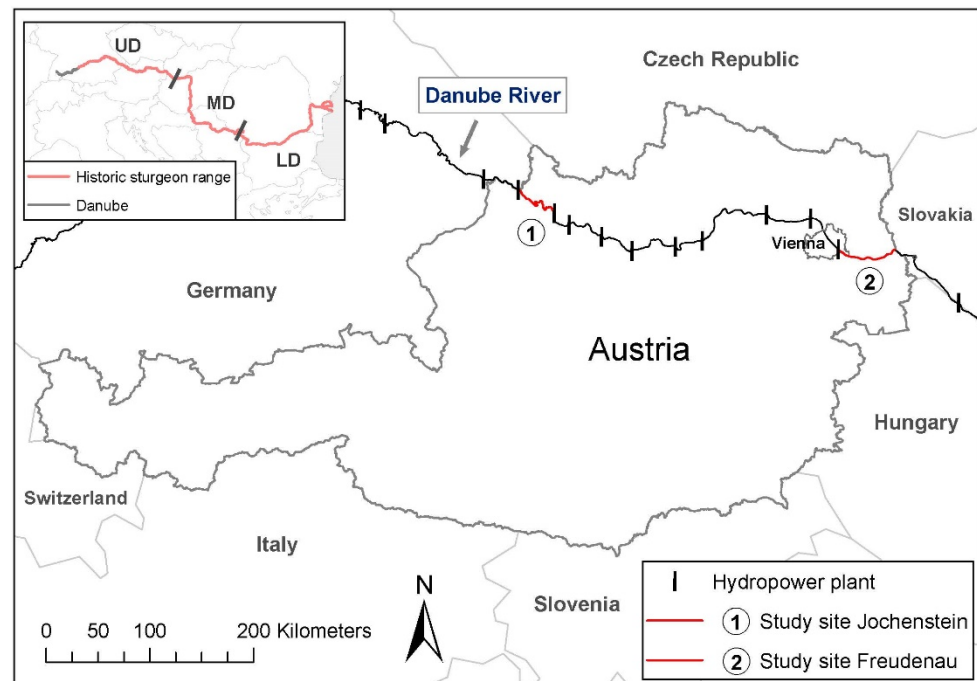 UD
MD
LD
Historic sturgeon range
Danube
Czech Republic
Danube River
Slovakia
1
Vienna
2
Germany
Austria
Hungary
Switzerland
Italy
Slovenia
N
0 50 100 200 Kilometers
Hydropower plant
1 Study site Jochenstein
2 Study site Freudenau